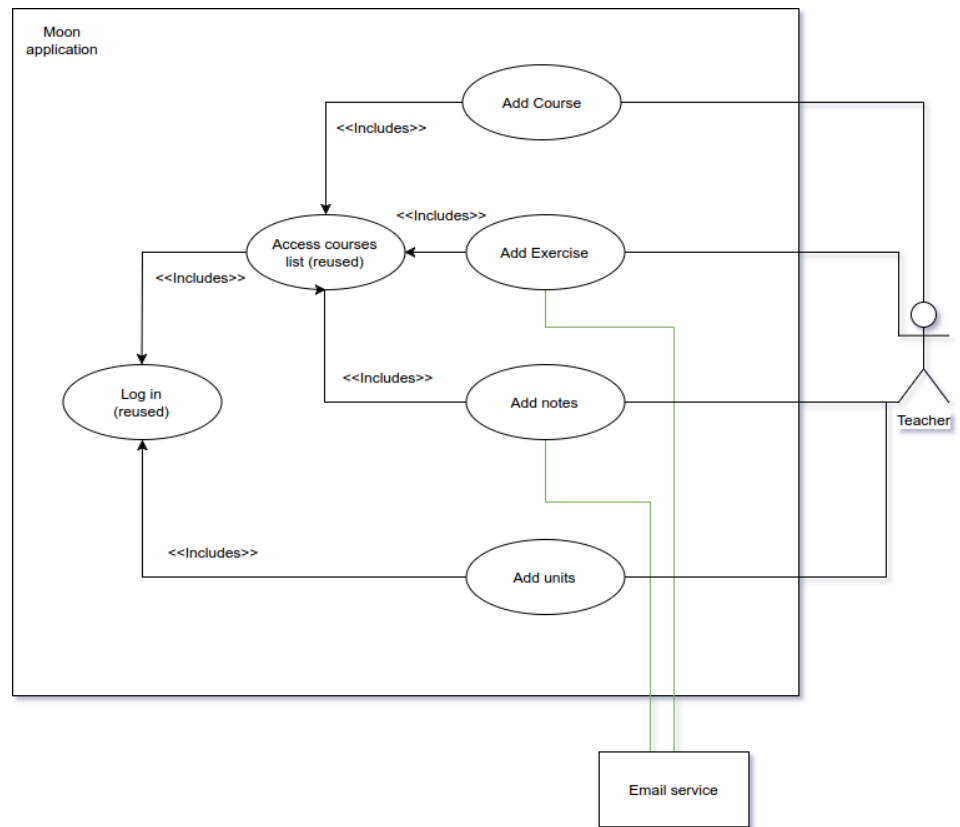 Moon
application
Add Course
<<Includes>>
<<Includes>>
Access courses
list (reused)
Add Exercise
<<Includes>>
<<Includes>>
Log in
(reused)
Add notes
Teacher
<<Includes>>
Add units
Email service